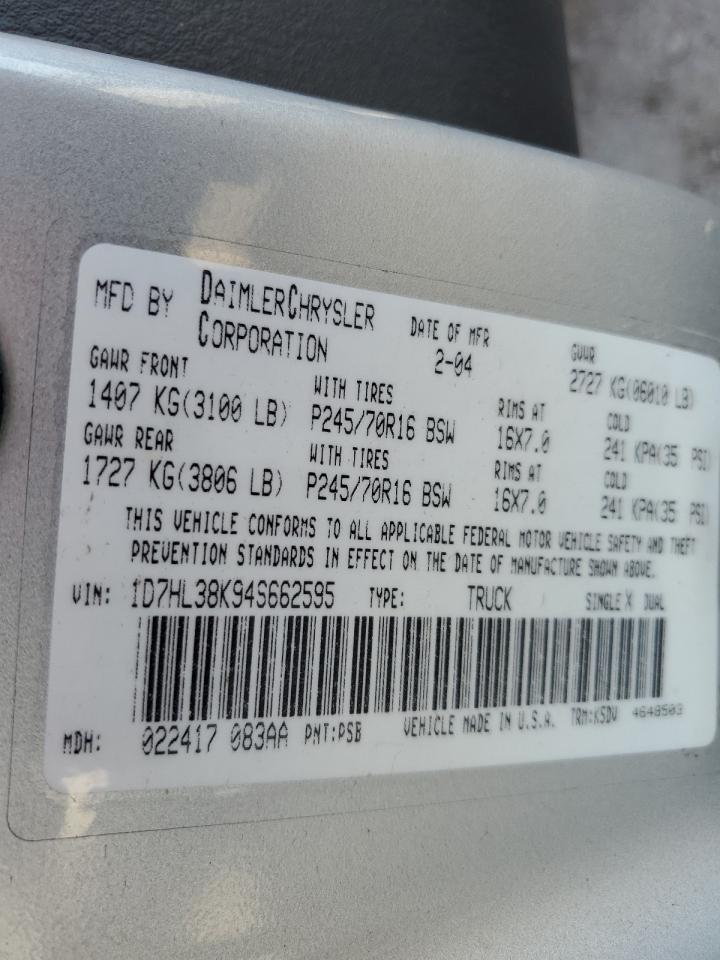 MFD BY DAIMLERCHRYSLER CORPORATION DATE OF MFR 2-04 GVWR 2727 KG(06010 LB)
GAWR FRONT WITH TIRES RIMS AT COLD
1407 KG(3100 LB) P245/70R16 BSW 16X7.0 241 KPA(35 PSI)
GAWR REAR WITH TIRES RIMS AT COLD
1727 KG(3806 LB) P245/70R16 BSW 16X7.0 241 KPA(35 PSI)
THIS VEHICLE CONFORMS TO ALL APPLICABLE FEDERAL MOTOR VEHICLE SAFETY AND THEFT
PREVENTION STANDARDS IN EFFECT ON THE DATE OF MANUFACTURE SHOWN ABOVE.
VIN: 1D7HL38K94S662595 TYPE: TRUCK SINGLE X DUAL
MDH: 022417 083AA PNT:PSB VEHICLE MADE IN U.S.A. TRM:KSDV 4648503